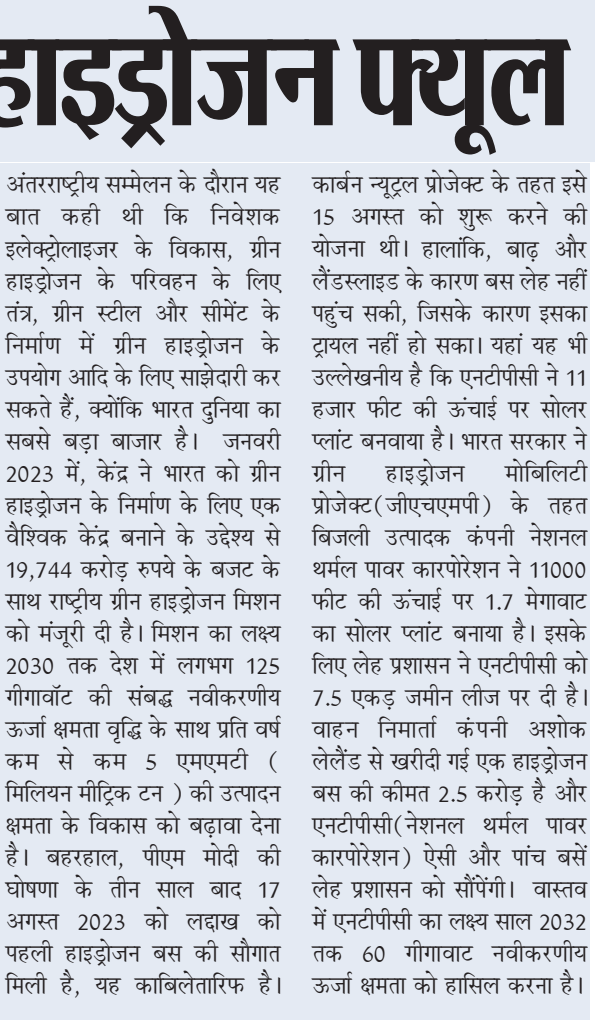 हाइड्रोजन फ्यूल
अंतरराष्ट्रीय सम्मेलन के दौरान यह
बात कही थी कि निवेशक
इलेक्ट्रोलाइजर के विकास, ग्रीन
हाइड्रोजन के परिवहन के लिए
तंत्र, ग्रीन स्टील और सीमेंट के
निर्माण में ग्रीन हाइड्रोजन के
उपयोग आदि के लिए साझेदारी कर
सकते हैं, क्योंकि भारत दुनिया का
सबसे बड़ा बाजार है। जनवरी
2023 में, केंद्र ने भारत को ग्रीन
हाइड्रोजन के निर्माण के लिए एक
वैश्विक केंद्र बनाने के उद्देश्य से
19,744 करोड़ रुपये के बजट के
साथ राष्ट्रीय ग्रीन हाइड्रोजन मिशन
को मंजूरी दी है। मिशन का लक्ष्य
2030 तक देश में लगभग 125
गीगावॉट की संबद्ध नवीकरणीय
ऊर्जा क्षमता वृद्धि के साथ प्रति वर्ष
कम से कम 5 एमएमटी (
मिलियन मीट्रिक टन ) की उत्पादन
क्षमता के विकास को बढ़ावा देना
है। बहरहाल, पीएम मोदी की
घोषणा के तीन साल बाद 17
अगस्त 2023 को लद्दाख को
पहली हाइड्रोजन बस की सौगात
मिली है, यह काबिलेतारिफ है।
कार्बन न्यूट्रल प्रोजेक्ट के तहत इसे
15 अगस्त को शुरू करने की
योजना थी। हालांकि, बाढ़ और
लैंडस्लाइड के कारण बस लेह नहीं
पहुंच सकी, जिसके कारण इसका
ट्रायल नहीं हो सका। यहां यह भी
उल्लेखनीय है कि एनटीपीसी ने 11
हजार फीट की ऊंचाई पर सोलर
प्लांट बनवाया है। भारत सरकार ने
ग्रीन हाइड्रोजन मोबिलिटी
प्रोजेक्ट(जीएचएमपी) के तहत
बिजली उत्पादक कंपनी नेशनल
थर्मल पावर कारपोरेशन ने 11000
फीट की ऊंचाई पर 1.7 मेगावाट
का सोलर प्लांट बनाया है। इसके
लिए लेह प्रशासन ने एनटीपीसी को
7.5 एकड़ जमीन लीज पर दी है।
वाहन निमार्ता कंपनी अशोक
लेलैंड से खरीदी गई एक हाइड्रोजन
बस की कीमत 2.5 करोड़ है और
एनटीपीसी(नेशनल थर्मल पावर
कारपोरेशन) ऐसी और पांच बसें
लेह प्रशासन को सौंपेंगी। वास्तव
में एनटीपीसी का लक्ष्य साल 2032
तक 60 गीगावाट नवीकरणीय
ऊर्जा क्षमता को हासिल करना है।